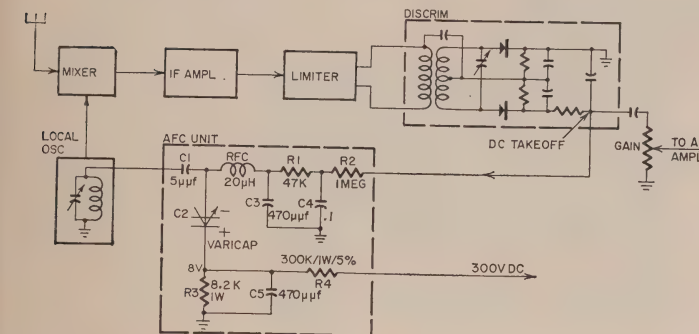 DISCRIM
MIXER
IF AMPL.
LIMITER
LOCAL
OSC
AFC UNIT
DC TAKEOFF
GAIN
TO A
AMPL
C1
5µµf
RFC
20µH
R1
47K
R2
1MEG
C3
470µµf
C4
.1
C2
−
+
VARICAP
8V
300K/1W/5%
R4
300V DC
R3
8.2K
1W
C5
470µµf